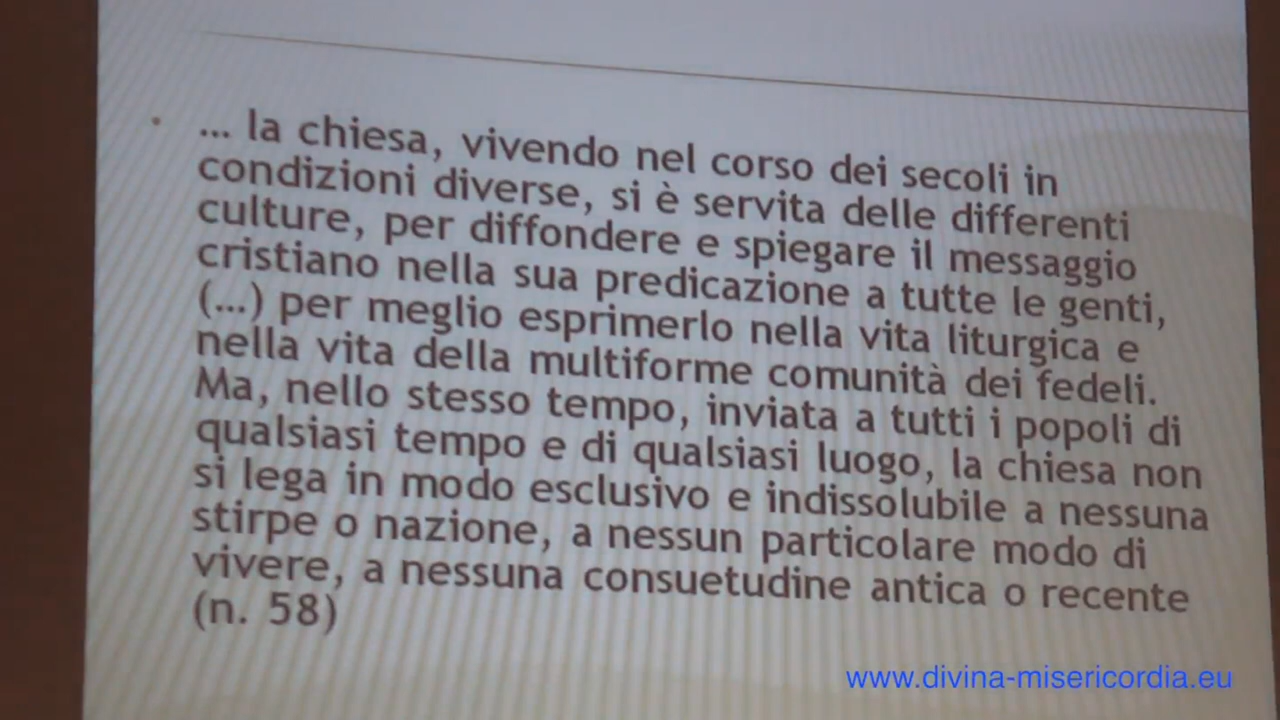 • ... la chiesa, vivendo nel corso dei secoli in
condizioni diverse, si è servita delle differenti
culture, per diffondere e spiegare il messaggio
cristiano nella sua predicazione a tutte le genti,
(...) per meglio esprimerlo nella vita liturgica e
nella vita della multiforme comunità dei fedeli.
Ma, nello stesso tempo, inviata a tutti i popoli di
qualsiasi tempo e di qualsiasi luogo, la chiesa non
si lega in modo esclusivo e indissolubile a nessuna
stirpe o nazione, a nessun particolare modo di
vivere, a nessuna consuetudine antica o recente
(n. 58)
www.divina-misericordia.eu